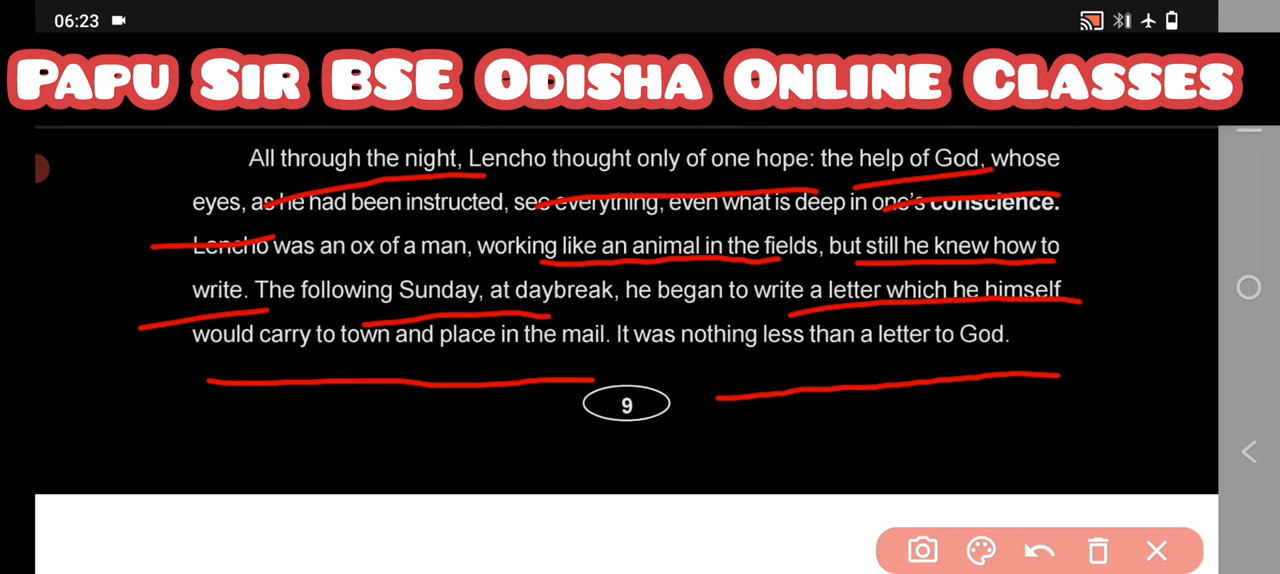 06:23
PAPU SIR BSE ODISHA ONLINE CLASSES
All through the night, Lencho thought only of one hope: the help of God, whose
eyes, as he had been instructed, see everything, even what is deep in one's conscience.
Lencho was an ox of a man, working like an animal in the fields, but still he knew how to
write. The following Sunday, at daybreak, he began to write a letter which he himself
would carry to town and place in the mail. It was nothing less than a letter to God.
9